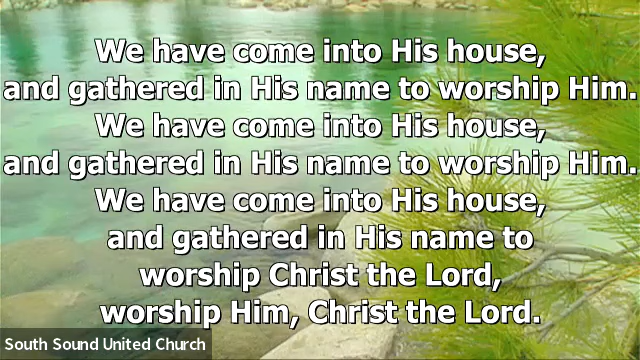 We have come into His house,
and gathered in His name to worship Him.
We have come into His house,
and gathered in His name to worship Him.
We have come into His house,
and gathered in His name to
worship Christ the Lord,
worship Him, Christ the Lord.
South Sound United Church